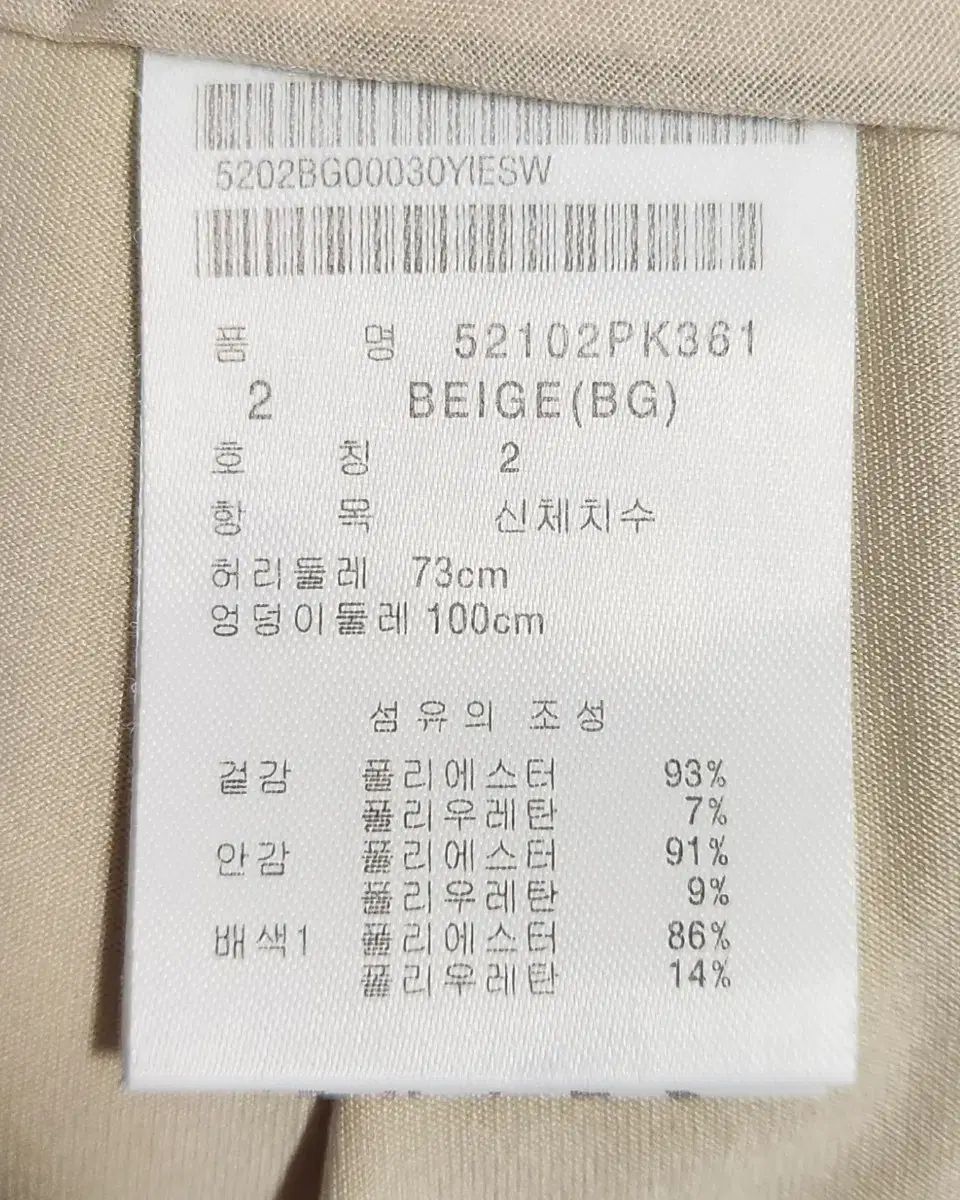 5202BG00030YIESW
품 명 52102PK361
2 BEIGE(BG)
호 칭 2
항 목 신체치수
허리둘레 73cm
엉덩이둘레 100cm
섬유의 조성
겉감 폴리에스터 93%
폴리우레탄 7%
안감 폴리에스터 91%
폴리우레탄 9%
배색1 폴리에스터 86%
폴리우레탄 14%